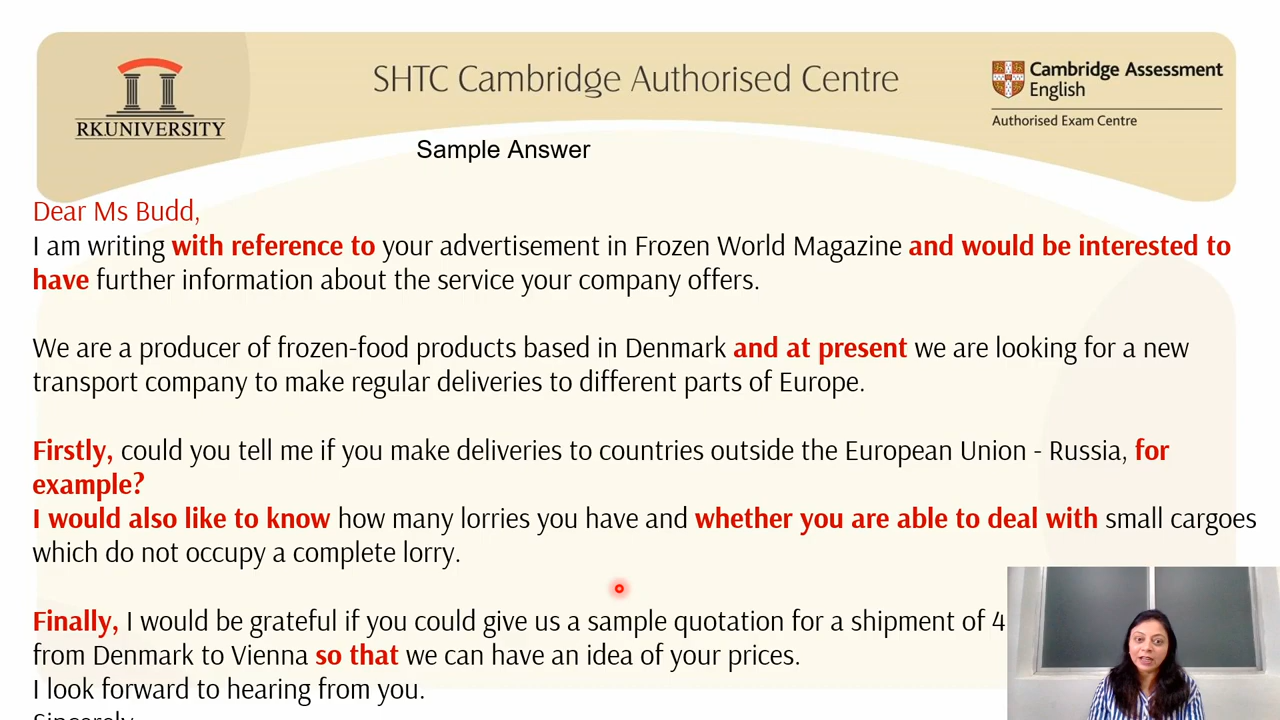 SHTC Cambridge Authorised Centre
RKUNIVERSITY
Cambridge Assessment
English
Authorised Exam Centre
Sample Answer
Dear Ms Budd,
I am writing with reference to your advertisement in Frozen World Magazine and would be interested to
have further information about the service your company offers.
We are a producer of frozen-food products based in Denmark and at present we are looking for a new
transport company to make regular deliveries to different parts of Europe.
Firstly, could you tell me if you make deliveries to countries outside the European Union - Russia, for
example?
I would also like to know how many lorries you have and whether you are able to deal with small cargoes
which do not occupy a complete lorry.
Finally, I would be grateful if you could give us a sample quotation for a shipment of 4
from Denmark to Vienna so that we can have an idea of your prices.
I look forward to hearing from you.